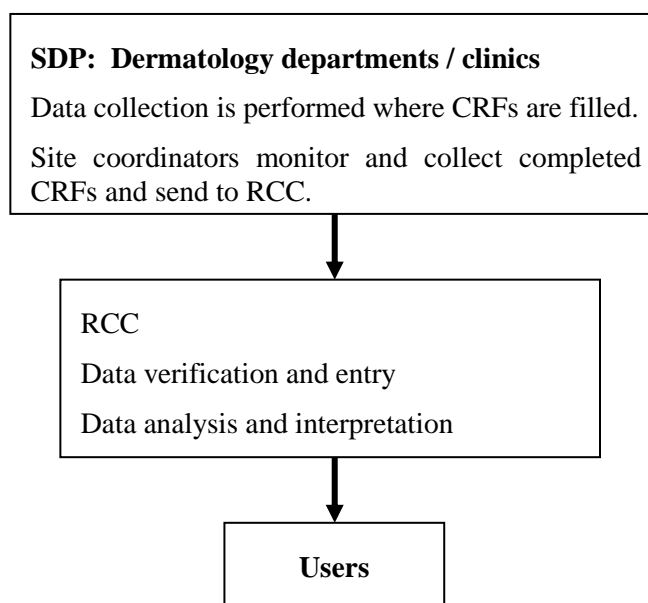 SDP: Dermatology departments / clinics
Data collection is performed where CRFs are filled.
Site coordinators monitor and collect completed
CRFs and send to RCC.
RCC
Data verification and entry
Data analysis and interpretation
Users